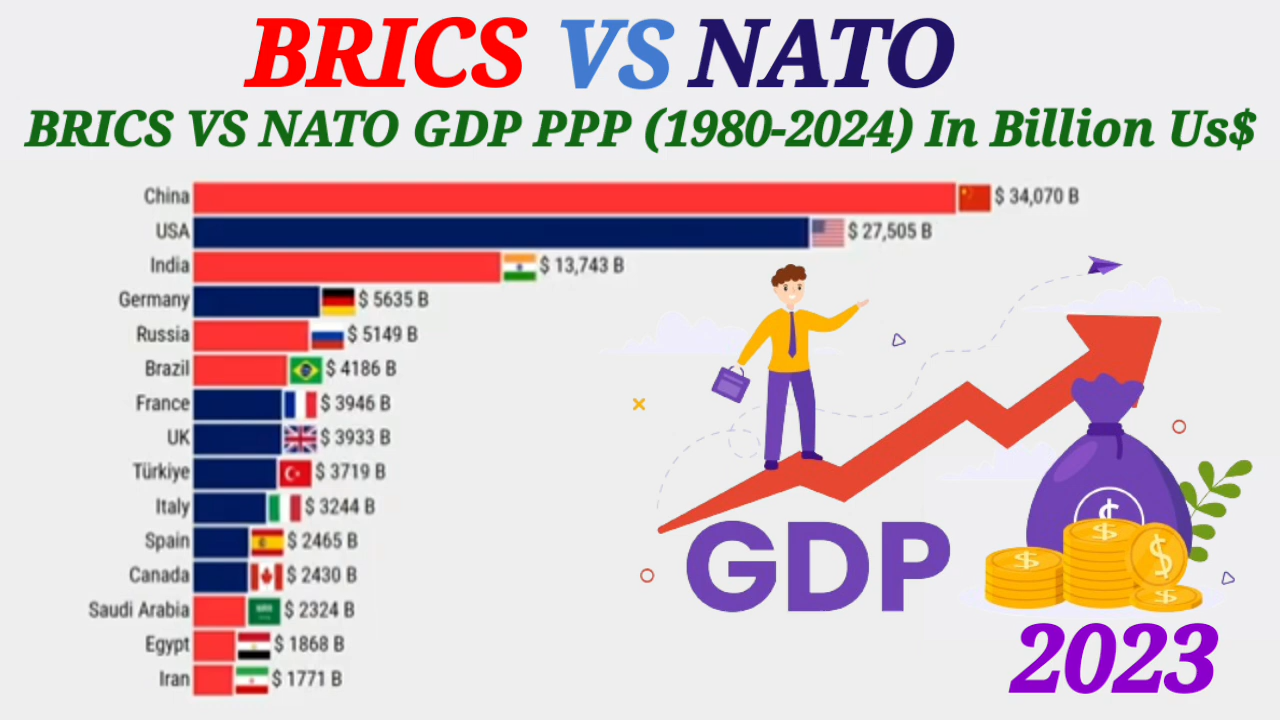 BRICS VS NATO
BRICS VS NATO GDP PPP (1980-2024) In Billion Us$
China $ 34,070 B
USA $ 27,505 B
India $ 13,743 B
Germany $ 5635 B
Russia $ 5149 B
Brazil $ 4186 B
France $ 3946 B
UK $ 3933 B
Türkiye $ 3719 B
Italy $ 3244 B
Spain $ 2465 B
Canada $ 2430 B
Saudi Arabia $ 2324 B
Egypt $ 1868 B
Iran $ 1771 B
GDP
$
$
$
$
$
2023